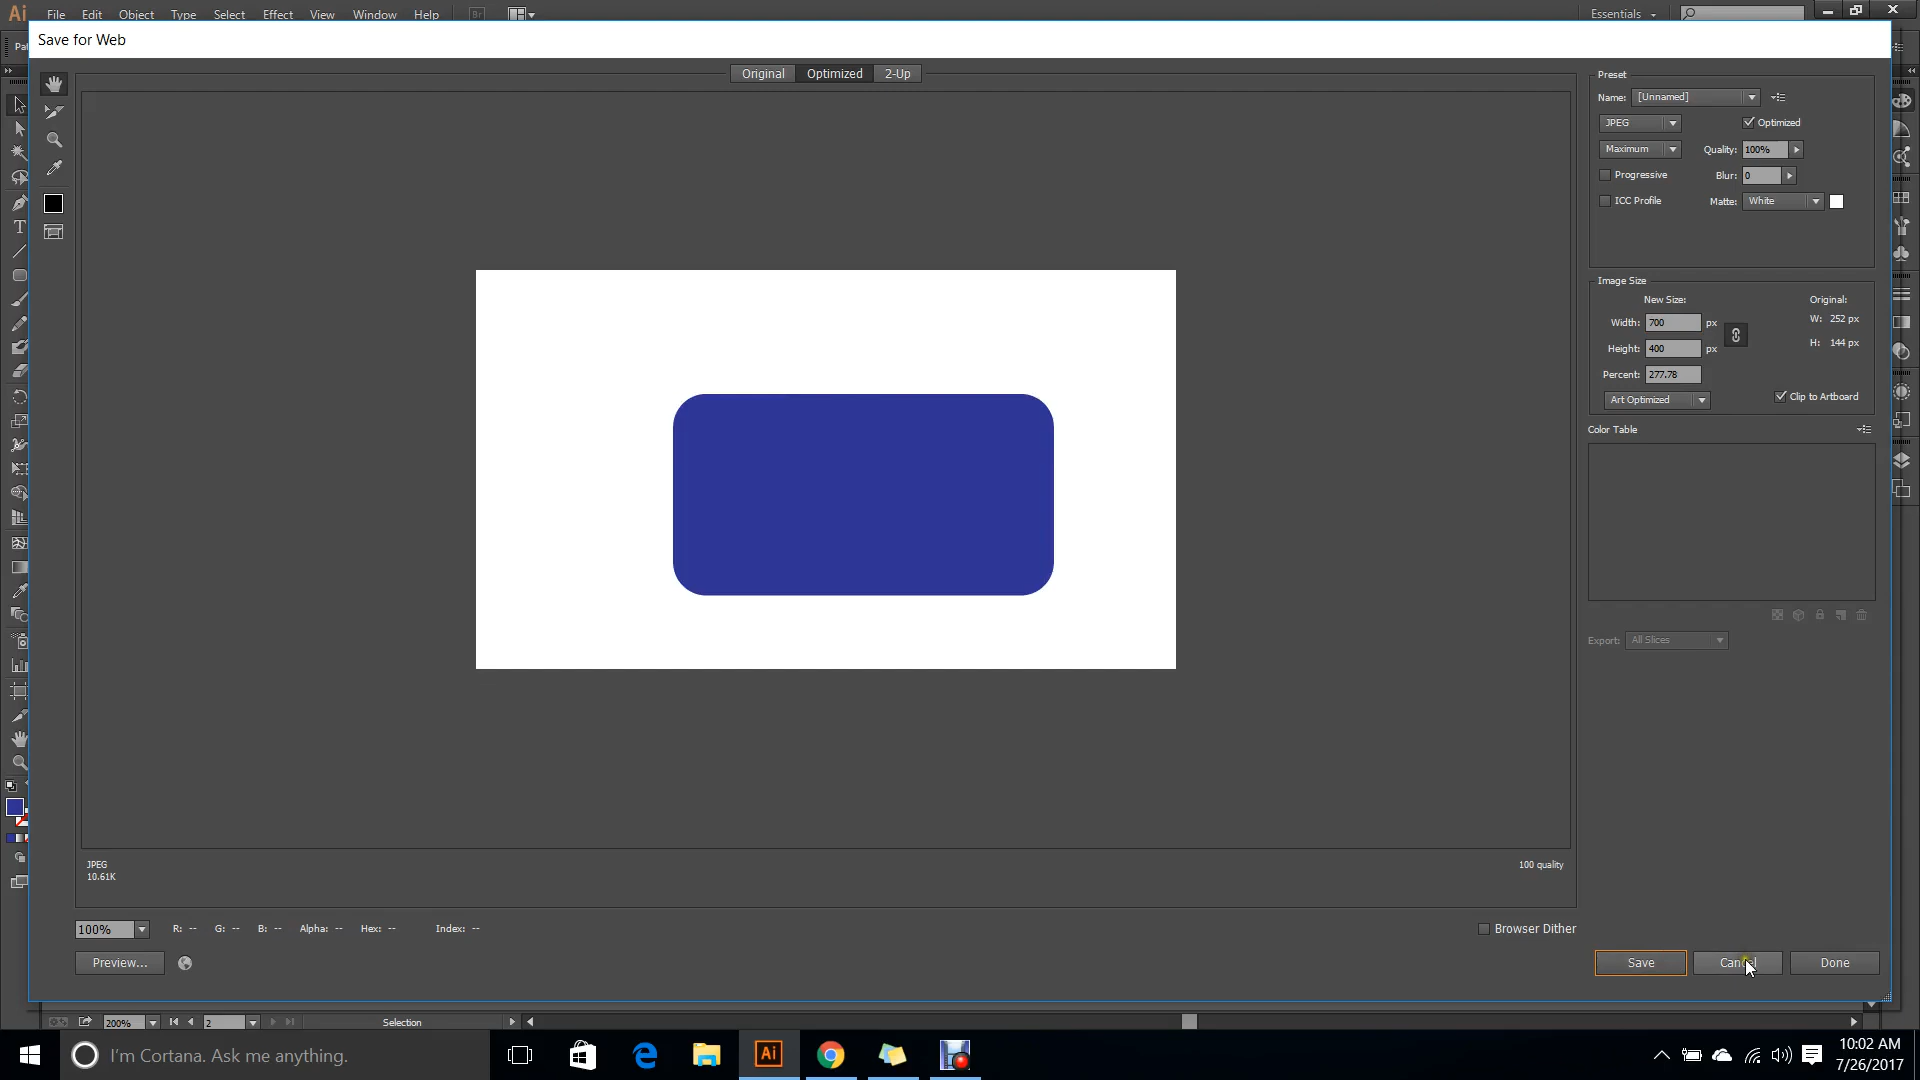 Ai File Edit Object Type Select Effect View Window Help Br Essentials
Save for Web
Original Optimized 2-Up
Preset
Name: [Unnamed]
JPEG Optimized
Maximum Quality: 100%
Progressive Blur: 0
ICC Profile Matte: White
Image Size
New Size: Original:
Width: 700 px W: 252 px
Height: 400 px H: 144 px
Percent: 277.78
Art Optimized Clip to Artboard
Color Table
Export: All Slices
JPEG
10.61K
100 quality
100% R: -- G: -- B: -- Alpha: -- Hex: -- Index: -- Browser Dither
Preview... Save Cancel Done
200% 2 Selection
I'm Cortana. Ask me anything.
Ai
10:02 AM
7/26/2017